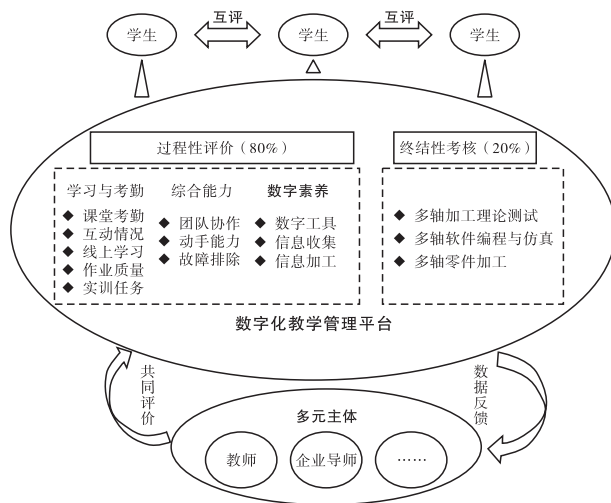 互评 互评
学生 学生 学生
过程性评价（80%） 终结性考核（20%）
学习与考勤 综合能力 数字素养
◆ 课堂考勤
◆ 互动情况
◆ 线上学习
◆ 作业质量
◆ 实训任务
◆ 团队协作
◆ 动手能力
◆ 故障排除
◆ 数字工具
◆ 信息收集
◆ 信息加工
◆ 多轴加工理论测试
◆ 多轴软件编程与仿真
◆ 多轴零件加工
数字化教学管理平台
共同评价
数据反馈
多元主体
教师 企业导师 ……